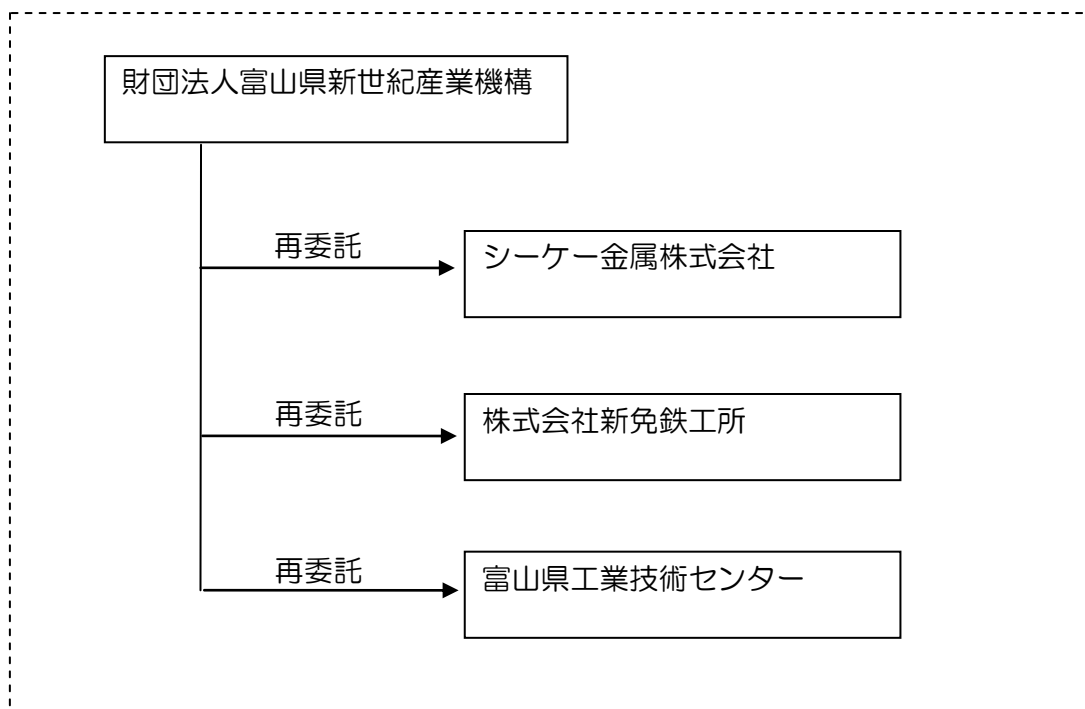 財団法人富山県新世紀産業機構
再委託
シーケー金属株式会社
再委託
株式会社新免鉄工所
再委託
富山県工業技術センター